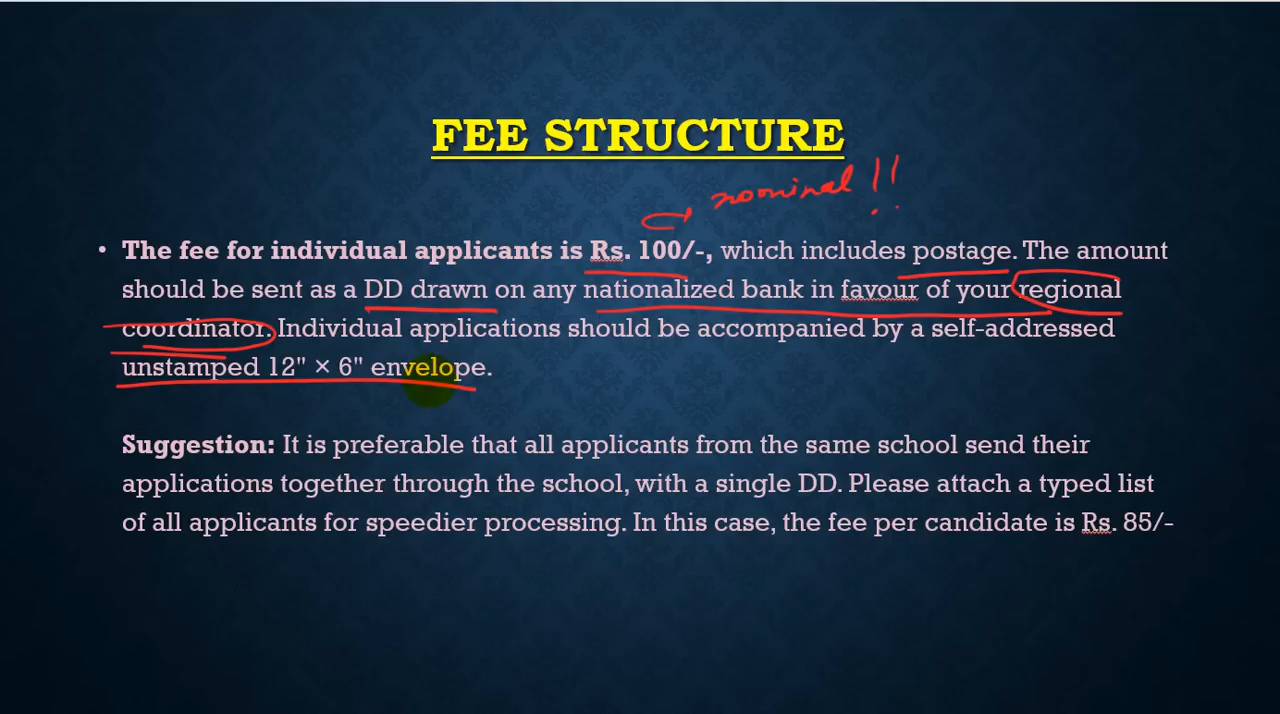 FEE STRUCTURE
nominal !!
• The fee for individual applicants is Rs. 100/-, which includes postage. The amount
should be sent as a DD drawn on any nationalized bank in favour of your regional
coordinator. Individual applications should be accompanied by a self-addressed
unstamped 12" × 6" envelope.
Suggestion: It is preferable that all applicants from the same school send their
applications together through the school, with a single DD. Please attach a typed list
of all applicants for speedier processing. In this case, the fee per candidate is Rs. 85/-